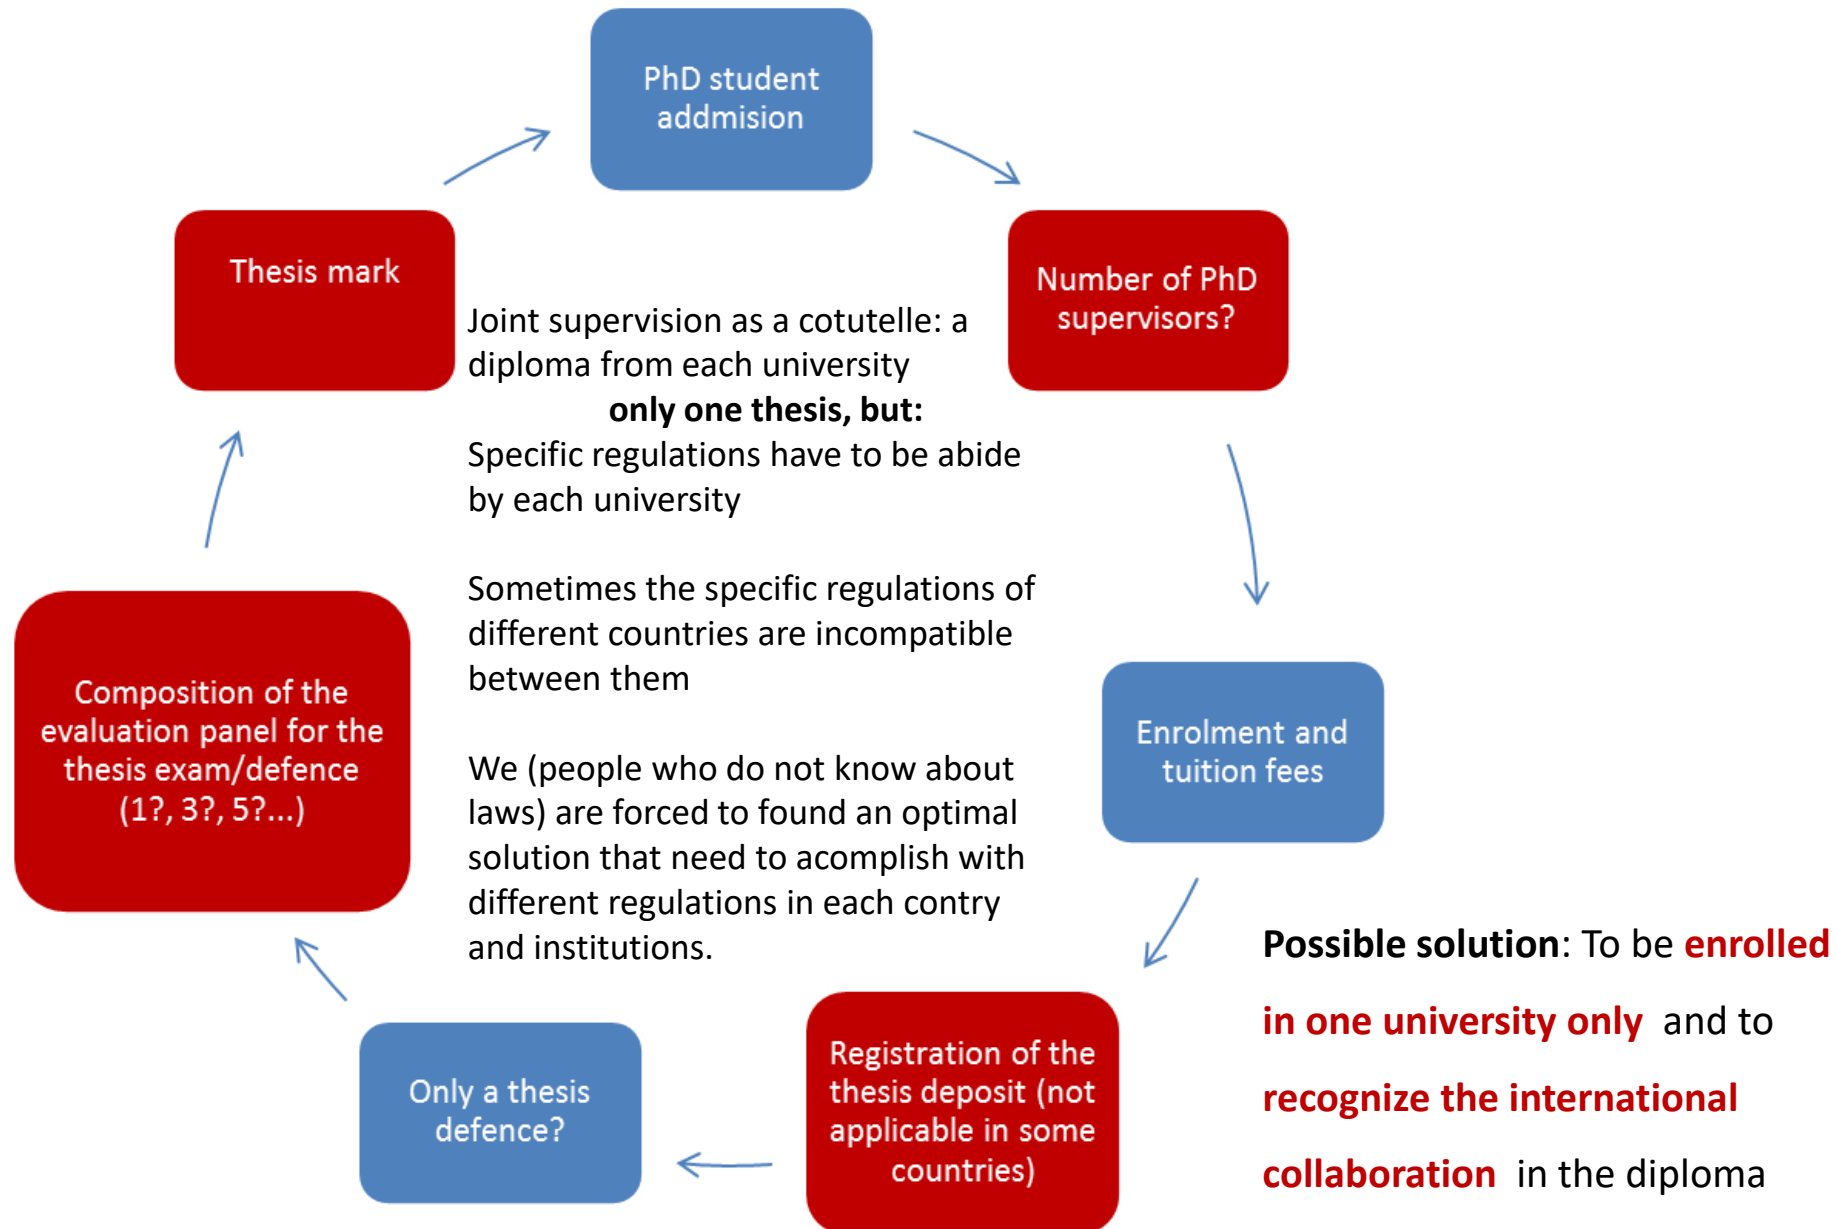 PhD student
addmision
Number of PhD
supervisors?
Enrolment and
tuition fees
Registration of the
thesis deposit (not
applicable in some
countries)
Only a thesis
defence?
Composition of the
evaluation panel for the
thesis exam/defence
(1?, 3?, 5?...)
Thesis mark
Joint supervision as a cotutelle: a
diploma from each university
only one thesis, but:
Specific regulations have to be abide
by each university
Sometimes the specific regulations of
different countries are incompatible
between them
We (people who do not know about
laws) are forced to found an optimal
solution that need to acomplish with
different regulations in each contry
and institutions.
Possible solution: To be enrolled
in one university only and to
recognize the international
collaboration in the diploma